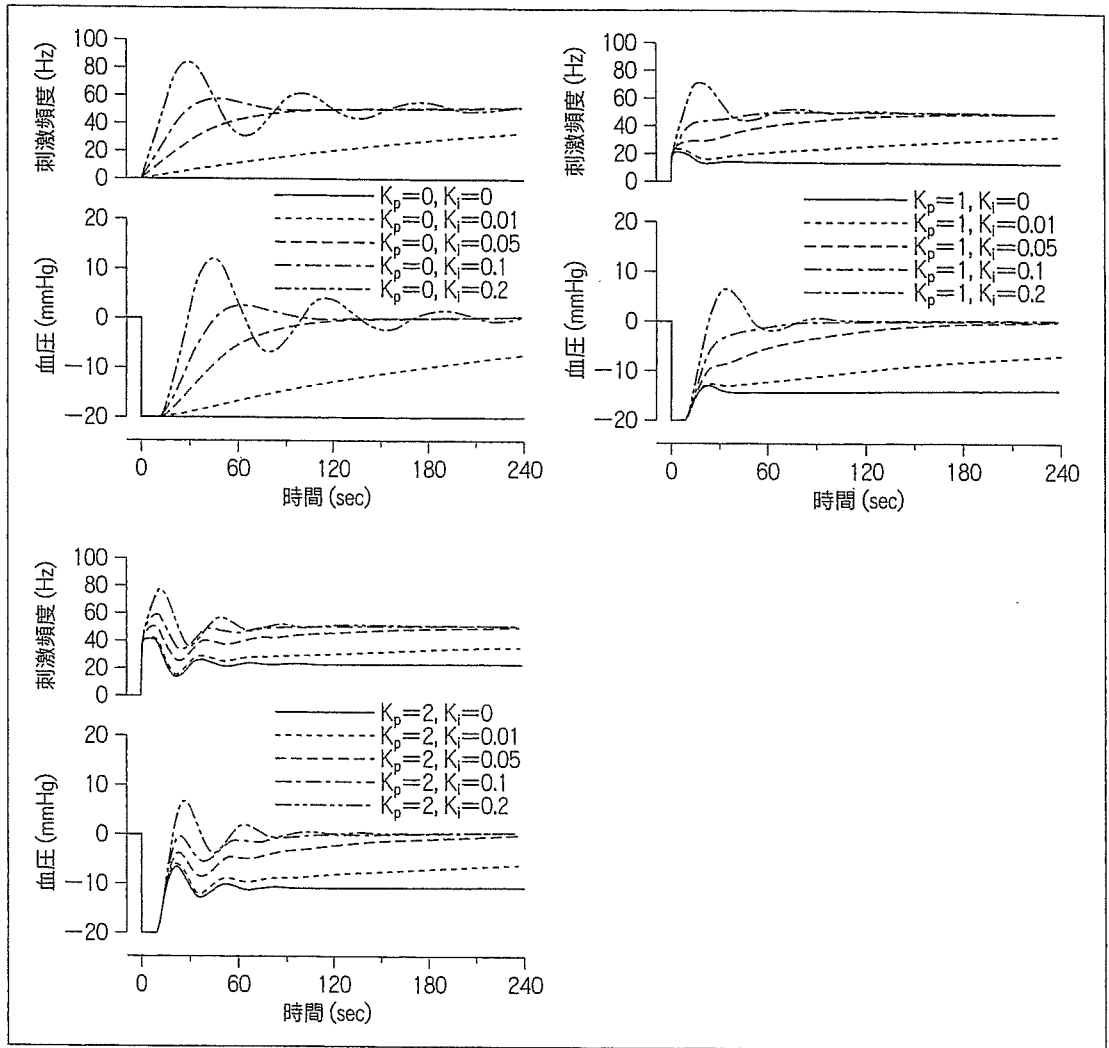 100
80
60
40
20
0
刺激頻度 (Hz)
Kp=0, Ki=0
Kp=0, Ki=0.01
Kp=0, Ki=0.05
Kp=0, Ki=0.1
Kp=0, Ki=0.2
20
10
0
−10
−20
血圧 (mmHg)
0 60 120 180 240
時間 (sec)
100
80
60
40
20
0
刺激頻度 (Hz)
Kp=1, Ki=0
Kp=1, Ki=0.01
Kp=1, Ki=0.05
Kp=1, Ki=0.1
Kp=1, Ki=0.2
20
10
0
−10
−20
血圧 (mmHg)
0 60 120 180 240
時間 (sec)
100
80
60
40
20
0
刺激頻度 (Hz)
Kp=2, Ki=0
Kp=2, Ki=0.01
Kp=2, Ki=0.05
Kp=2, Ki=0.1
Kp=2, Ki=0.2
20
10
0
−10
−20
血圧 (mmHg)
0 60 120 180 240
時間 (sec)